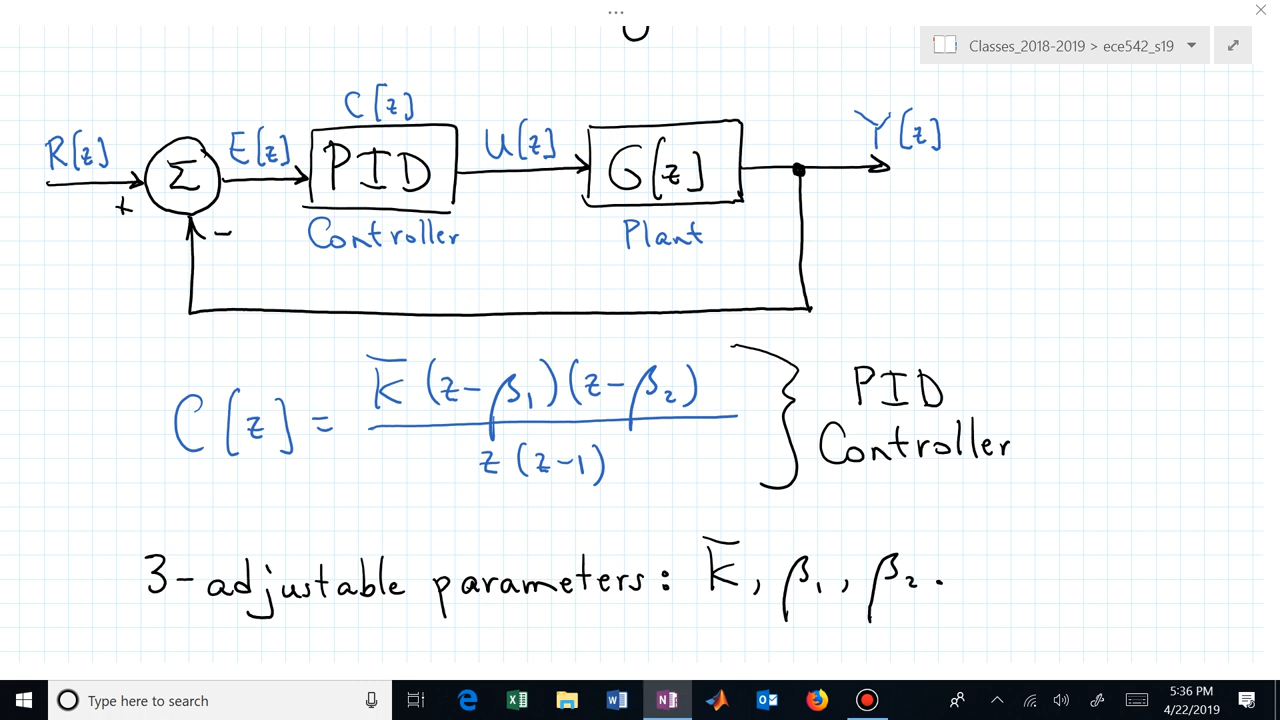 Classes_2018-2019 > ece542_s19
C[z]
R[z] + Σ - E[z] PID U[z] G[z] Y[z]
Controller Plant
C[z] = K̅ (z-β₁)(z-β₂) / z(z-1) } PID Controller
3-adjustable parameters: K̅, β₁, β₂.
Type here to search
5:36 PM
4/22/2019